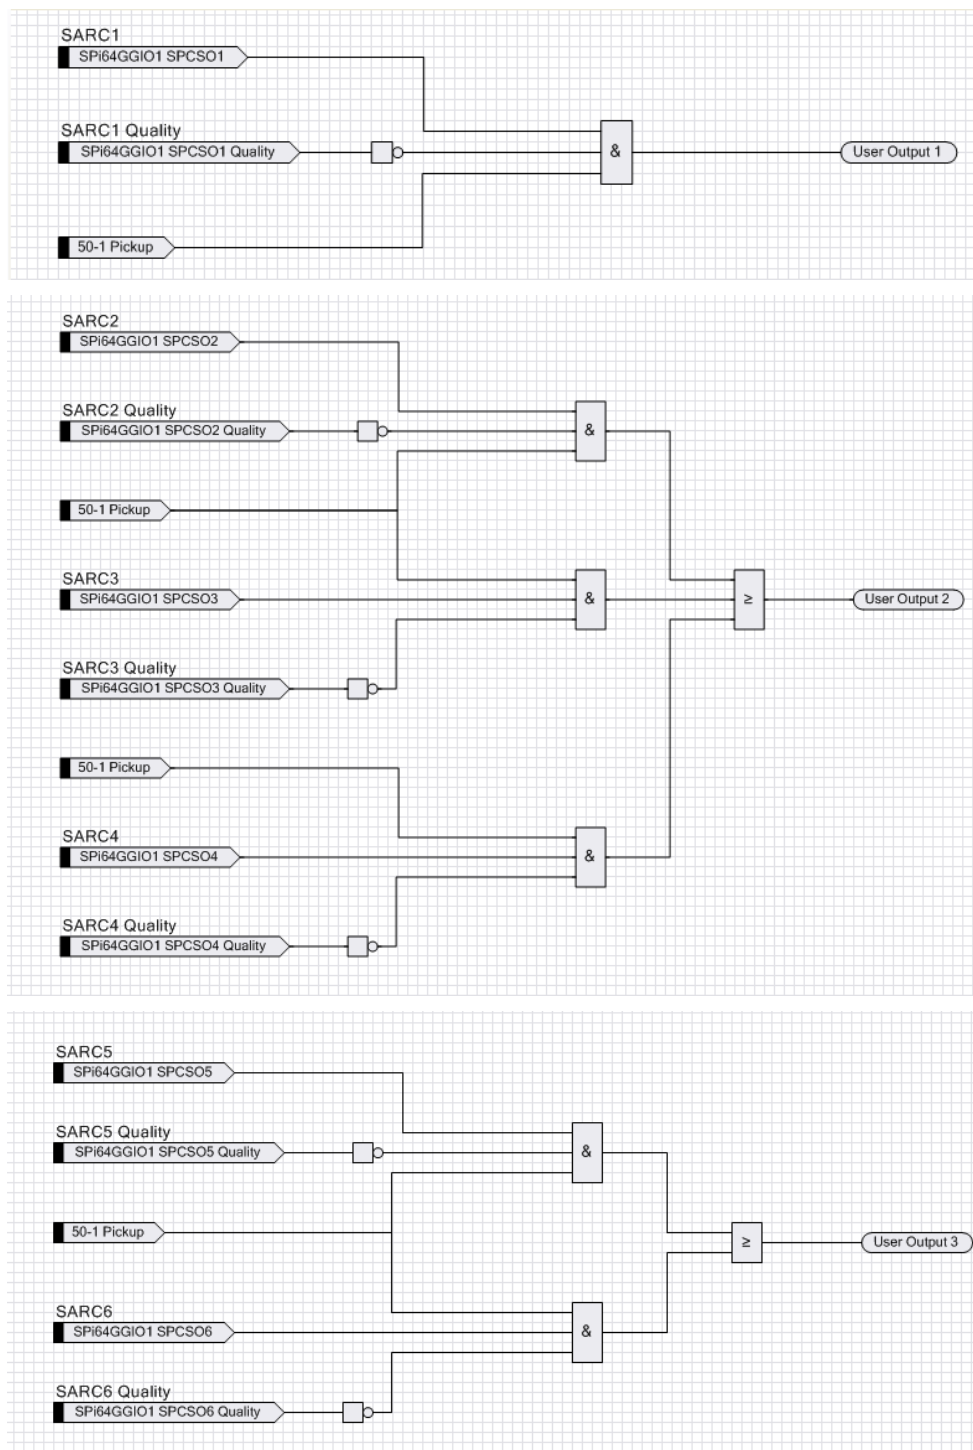 SARC1
SPi64GGIO1 SPCSO1
SARC1 Quality
SPi64GGIO1 SPCSO1 Quality
&
User Output 1
50-1 Pickup
SARC2
SPi64GGIO1 SPCSO2
SARC2 Quality
SPi64GGIO1 SPCSO2 Quality
&
50-1 Pickup
SARC3
SPi64GGIO1 SPCSO3
&
≥
User Output 2
SARC3 Quality
SPi64GGIO1 SPCSO3 Quality
50-1 Pickup
SARC4
SPi64GGIO1 SPCSO4
&
SARC4 Quality
SPi64GGIO1 SPCSO4 Quality
SARC5
SPi64GGIO1 SPCSO5
SARC5 Quality
SPi64GGIO1 SPCSO5 Quality
&
50-1 Pickup
≥
User Output 3
SARC6
SPi64GGIO1 SPCSO6
&
SARC6 Quality
SPi64GGIO1 SPCSO6 Quality